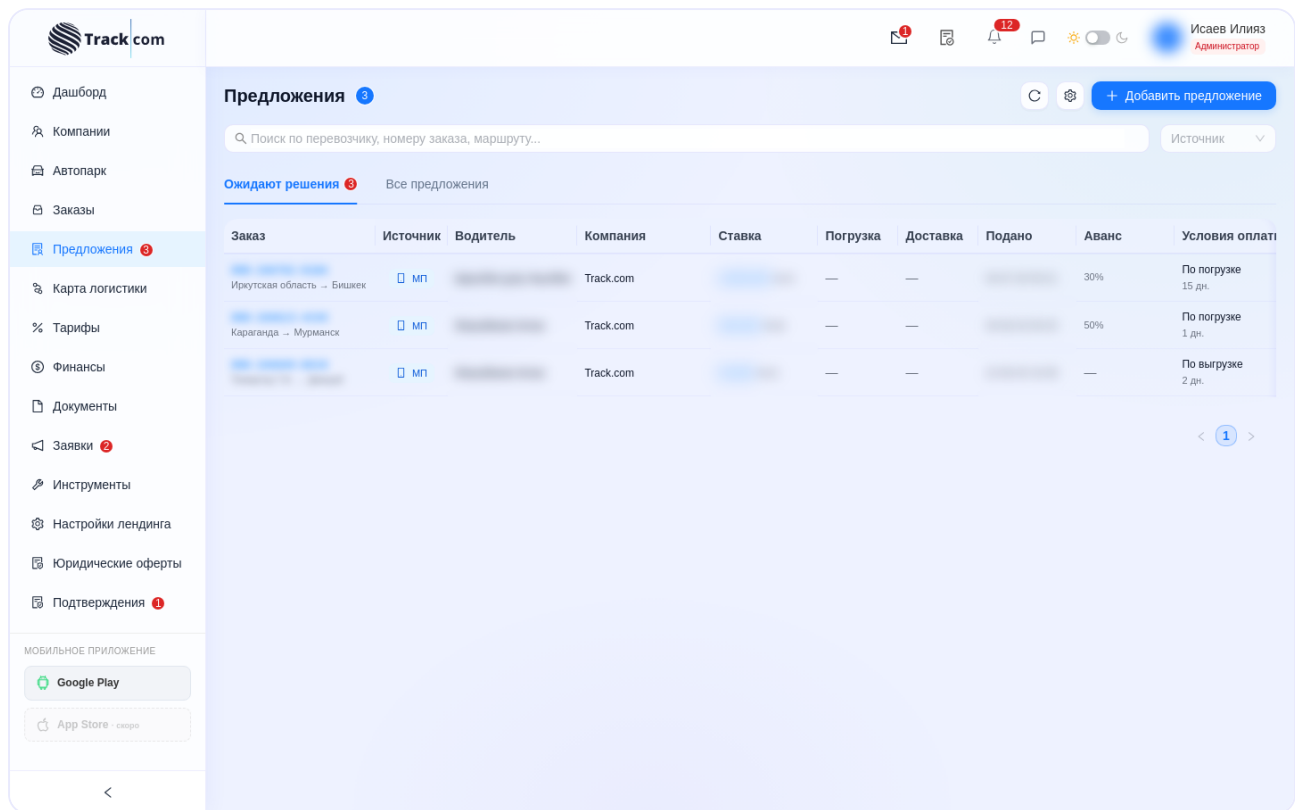 Track com
1
12
Исаев Илияз
Администратор
Дашборд
Компании
Автопарк
Заказы
Предложения 3
Карта логистики
Тарифы
Финансы
Документы
Заявки 2
Инструменты
Настройки лендинга
Юридические оферты
Подтверждения 1
МОБИЛЬНОЕ ПРИЛОЖЕНИЕ
Google Play
App Store · скоро
Предложения 3
Добавить предложение
Поиск по перевозчику, номеру заказа, маршруту...
Источник
Ожидают решения 3
Все предложения
Заказ Источник Водитель Компания Ставка Погрузка Доставка Подано Аванс Условия оплаты
Иркутская область → Бишкек МП Track.com — — 30% По погрузке
15 дн.
Караганда → Мурманск МП Track.com — — 50% По погрузке
1 дн.
МП Track.com — — — По выгрузке
2 дн.
1